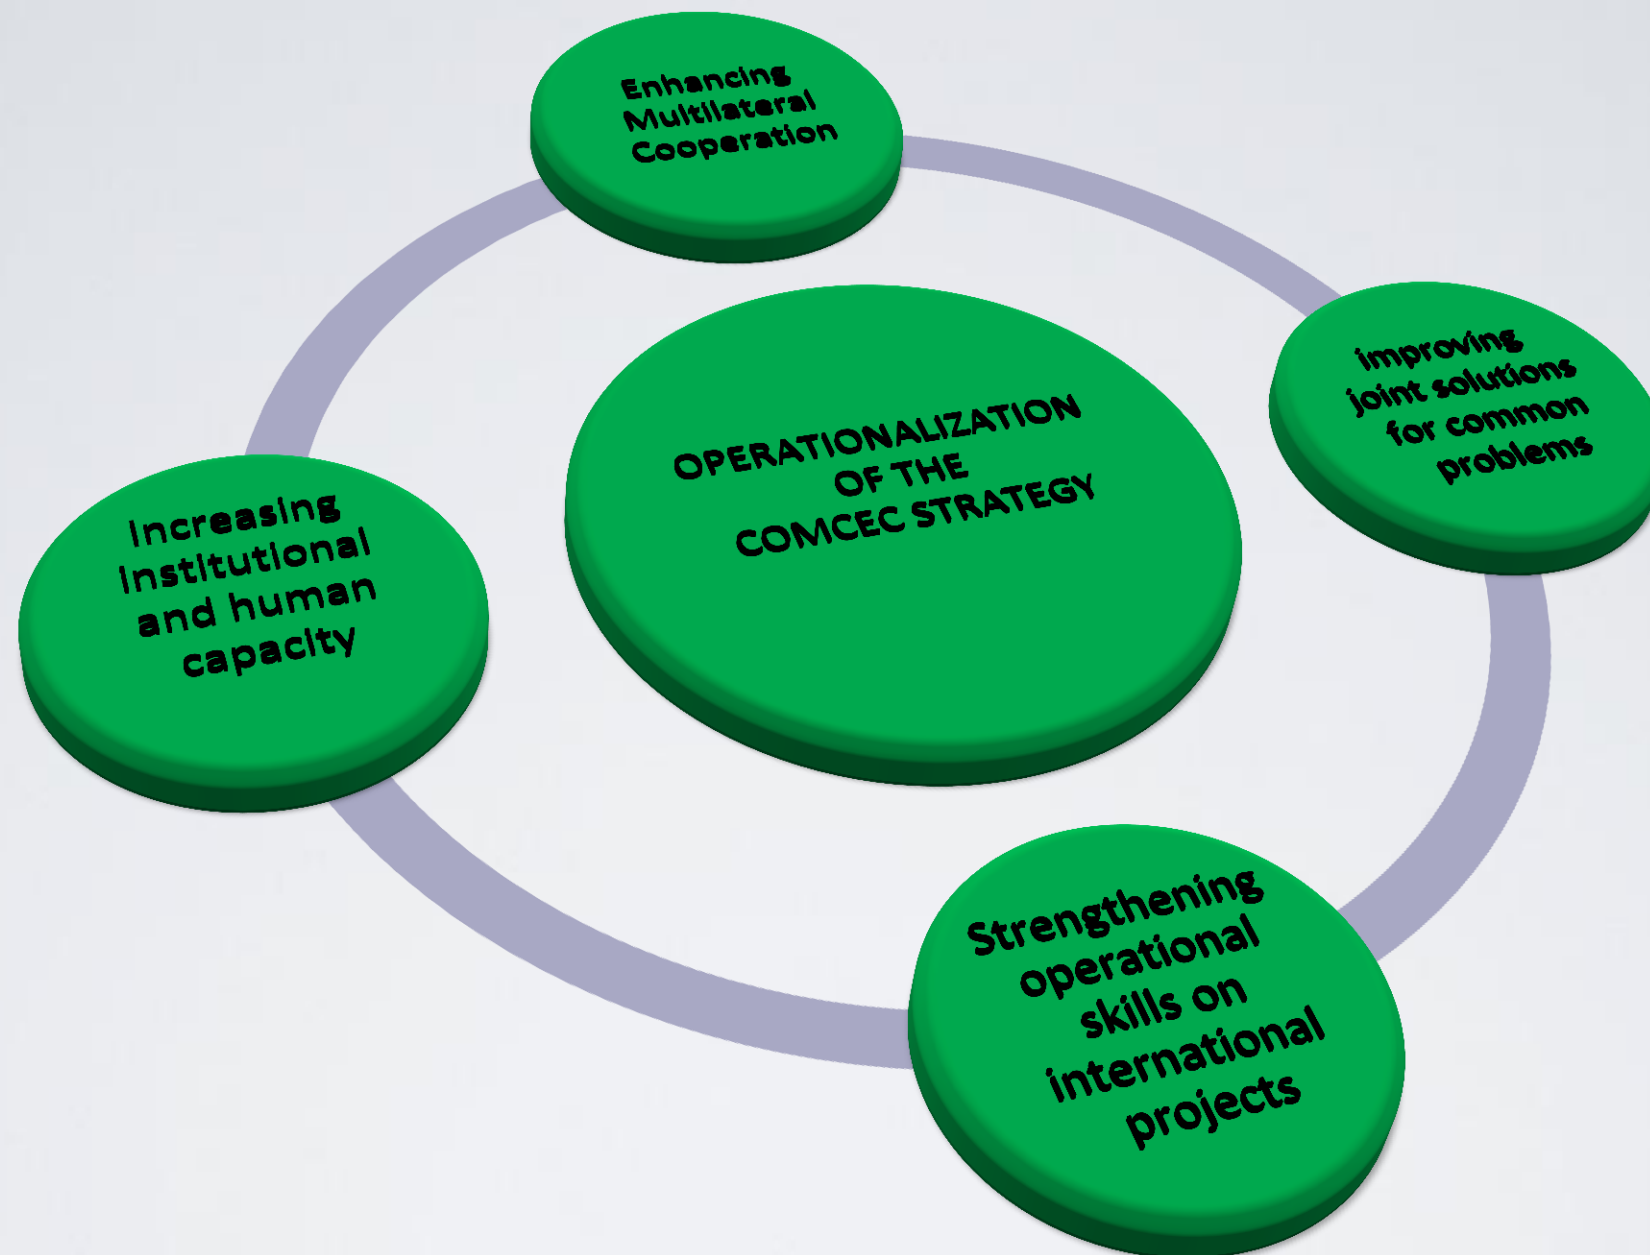 Enhancing
Multilateral
Cooperation
improving
joint solutions
for common
problems
OPERATIONALIZATION
OF THE
COMCEC STRATEGY
Increasing
Institutional
and human
capacity
Strengthening
operational
skills on
international
projects